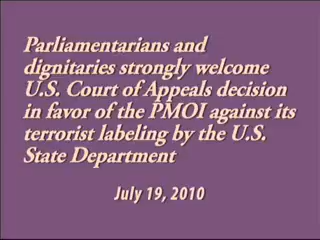 Parliamentarians and
dignitaries strongly welcome
U.S. Court of Appeals decision
in favor of the PMOI against its
terrorist labeling by the U.S.
State Department
July 19, 2010